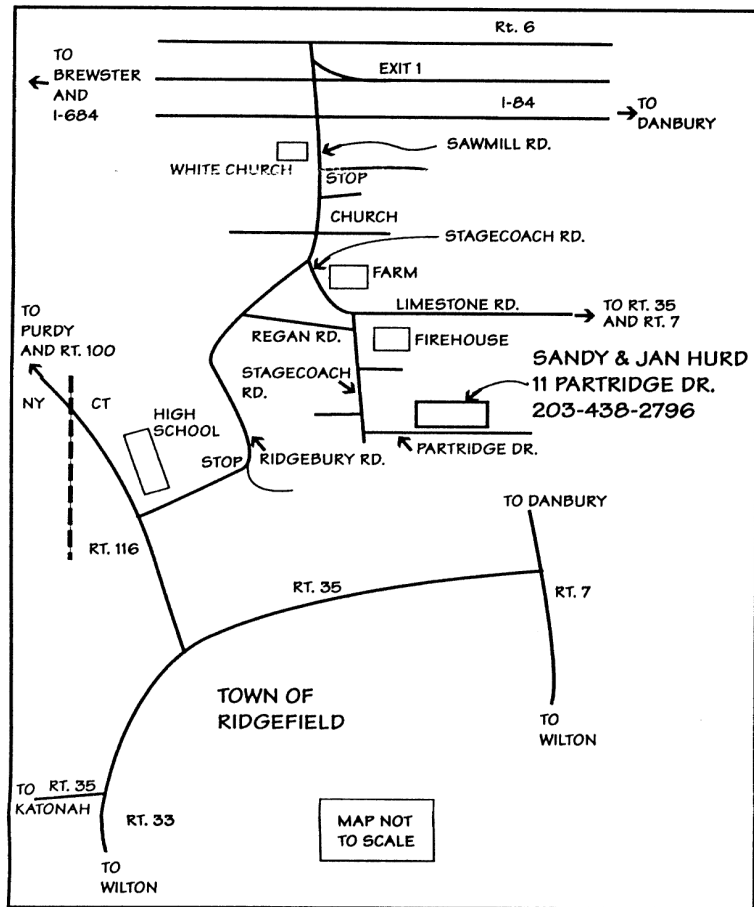 Rt. 6
TO
BREWSTER
AND
I-684
EXIT 1
I-84
TO
DANBURY
SAWMILL RD.
WHITE CHURCH
STOP
CHURCH
STAGECOACH RD.
FARM
LIMESTONE RD.
TO RT. 35
AND RT. 7
TO
PURDY
AND RT. 100
REGAN RD.
FIREHOUSE
STAGECOACH
RD.
SANDY & JAN HURD
11 PARTRIDGE DR.
203-438-2796
NY
CT
HIGH
SCHOOL
STOP
RIDGEBURY RD.
PARTRIDGE DR.
TO DANBURY
RT. 116
RT. 35
RT. 7
TOWN OF
RIDGEFIELD
TO
WILTON
TO
KATONAH
RT. 35
RT. 33
MAP NOT
TO SCALE
TO
WILTON